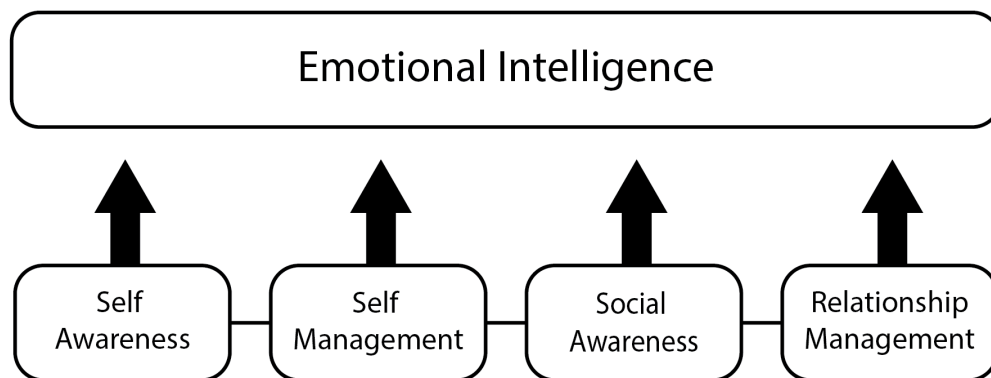 Emotional Intelligence
Self
Awareness
Self
Management
Social
Awareness
Relationship
Management